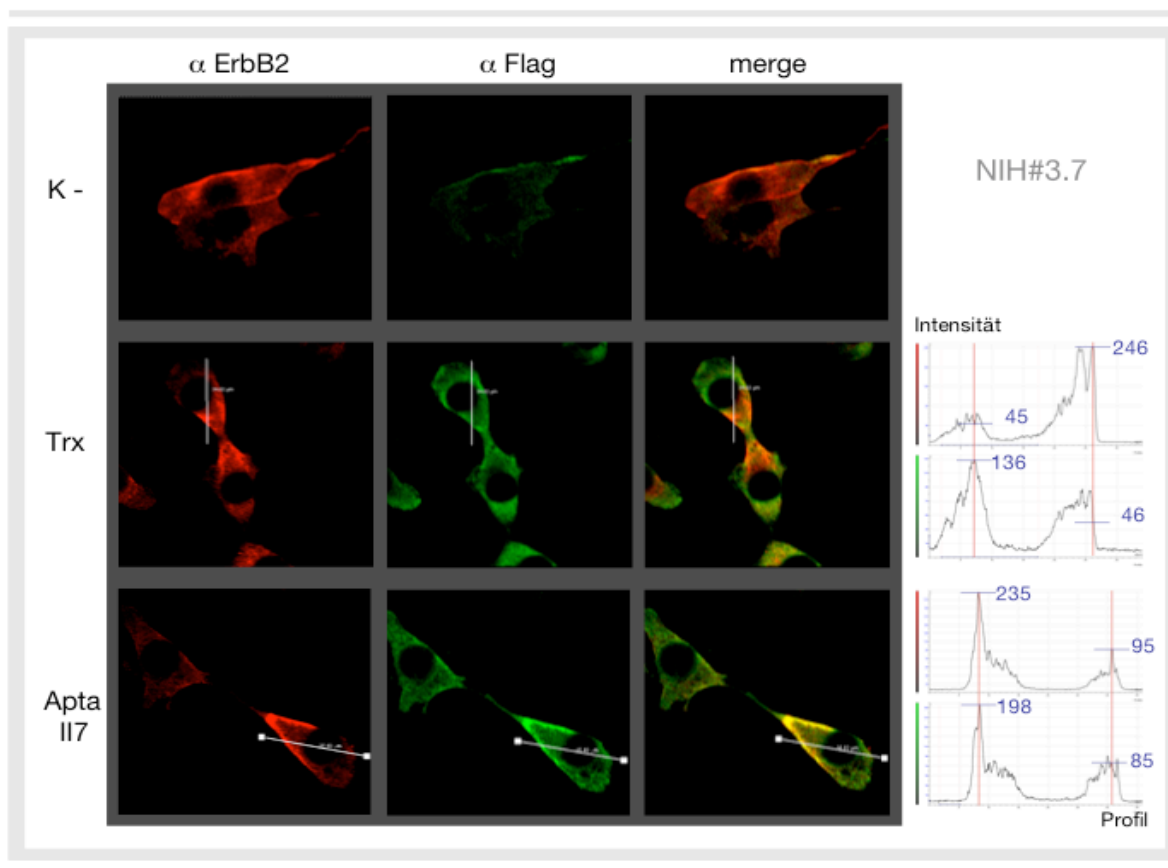 α ErbB2 α Flag merge
K -
NIH#3.7
Intensität
246
45
Trx
136
46
235
95
Apta
II7
198
85
Profil